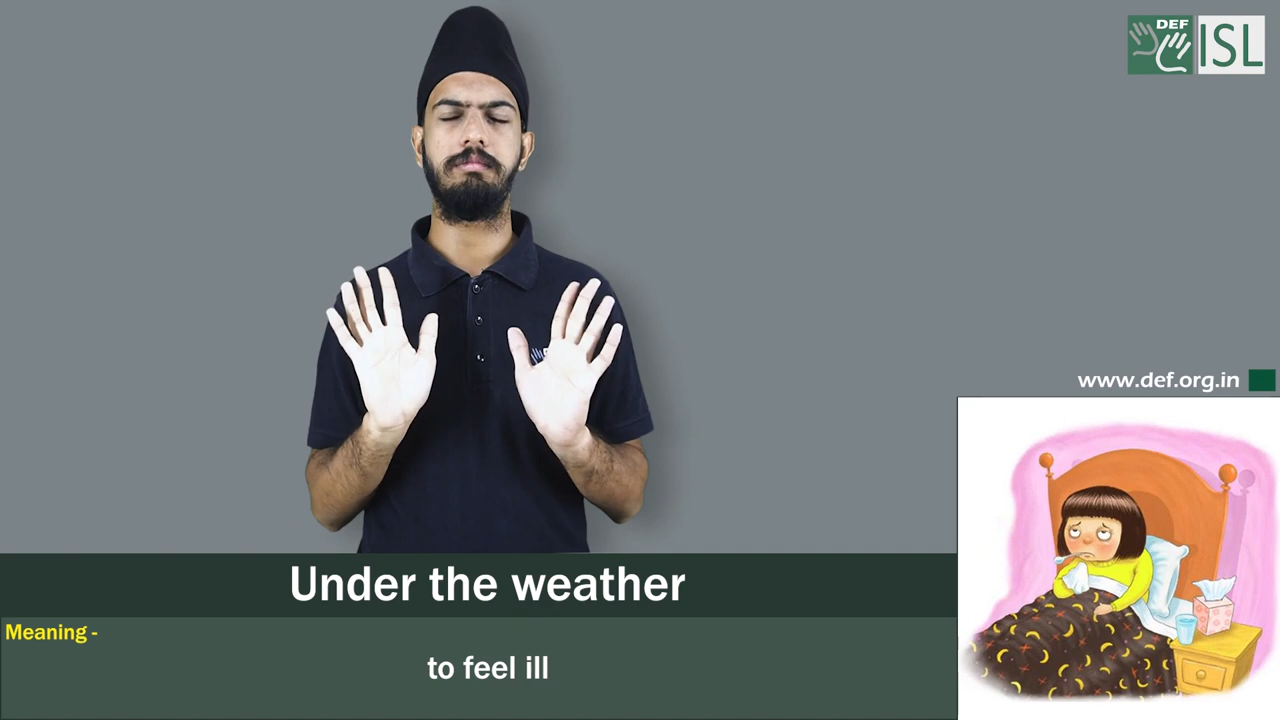 DEF
ISL
www.def.org.in
Under the weather
Meaning -
to feel ill